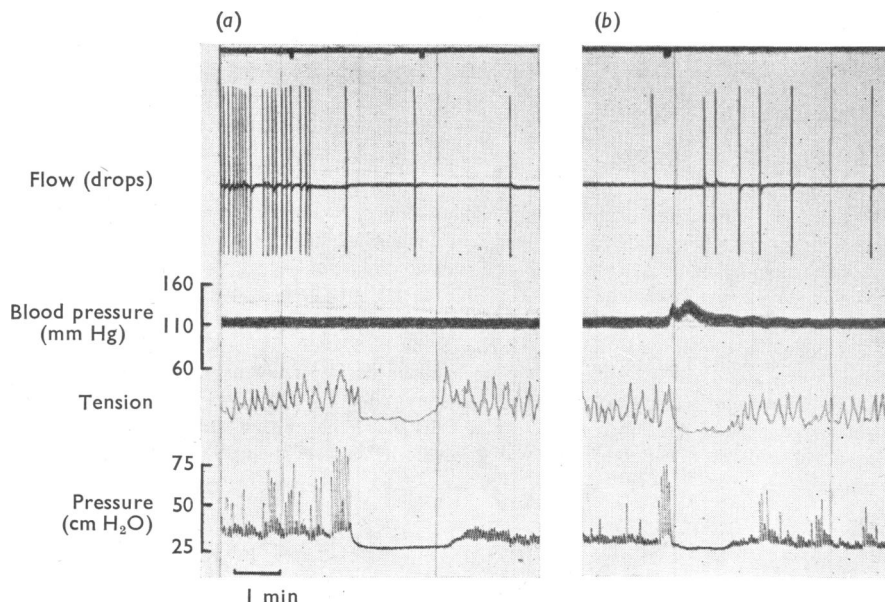 (a)
(b)
Flow (drops)
160
Blood pressure
(mm Hg)
110
60
Tension
75
Pressure
(cm H₂O)
50
25
1 min